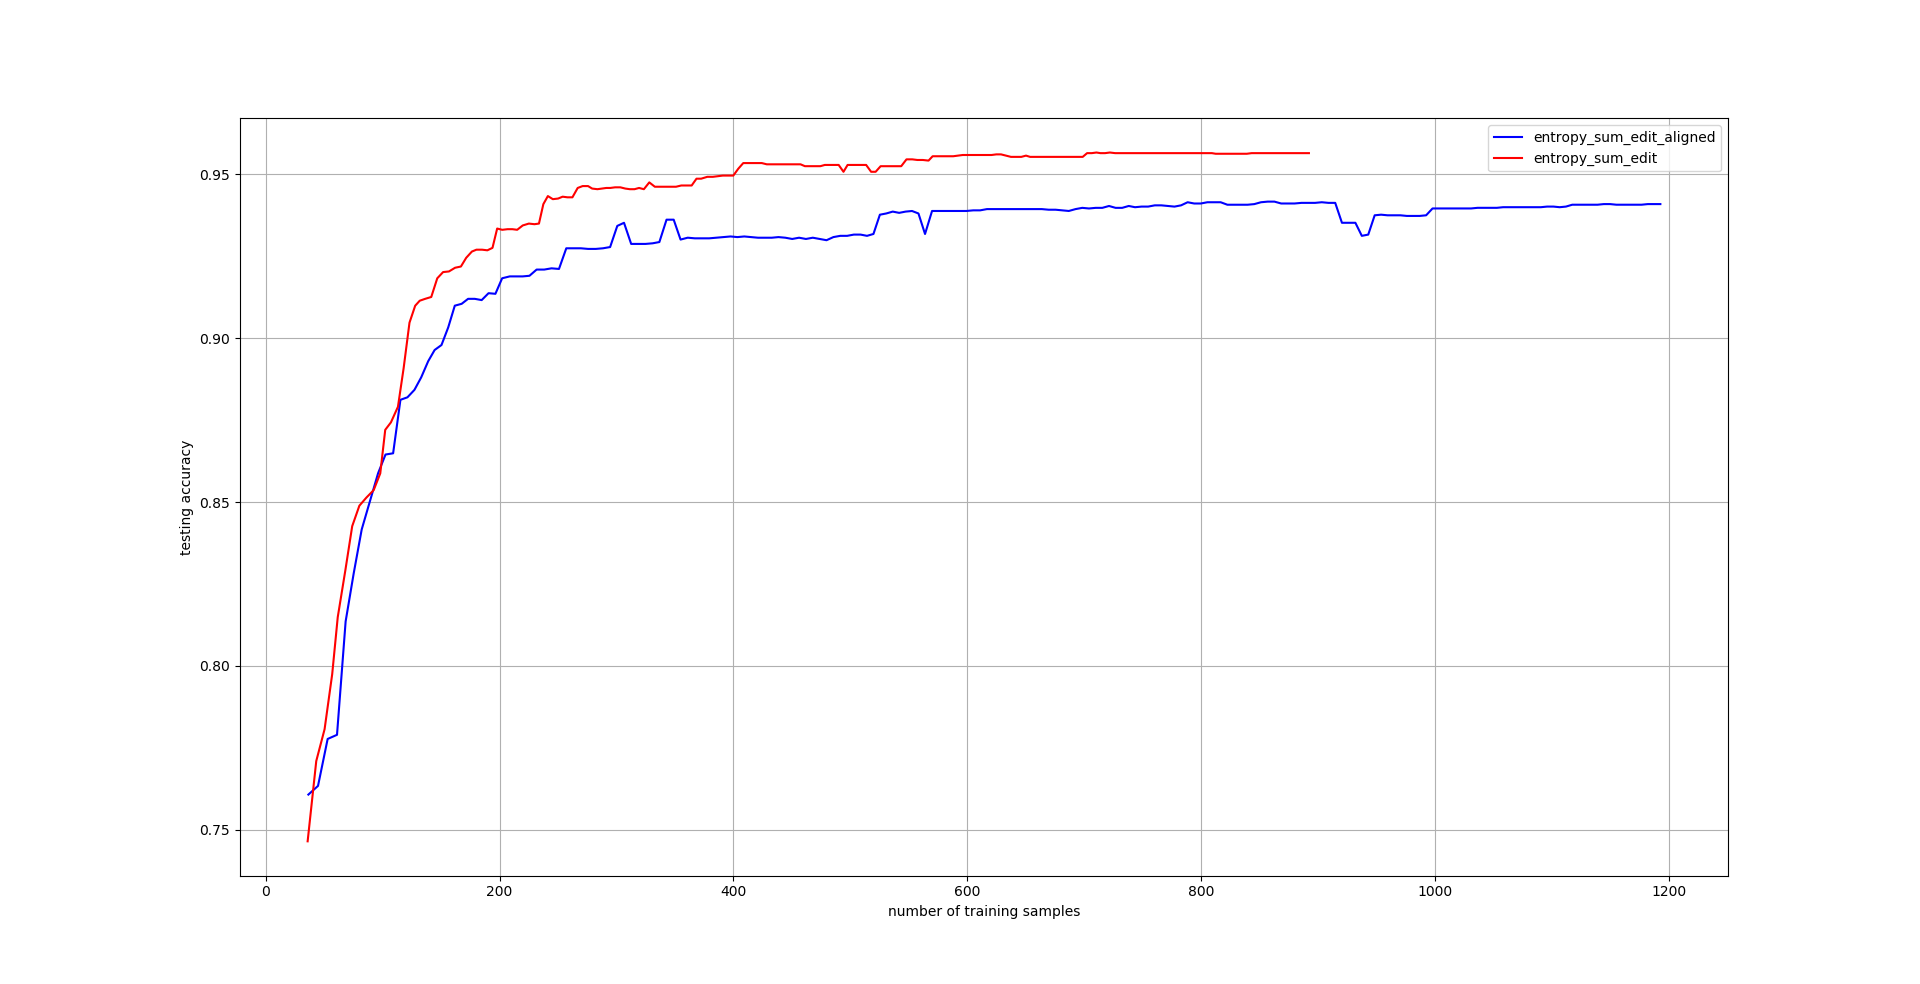 entropy_sum_edit_aligned
entropy_sum_edit
0.95
0.90
0.85
0.80
0.75
testing accuracy
0 200 400 600 800 1000 1200
number of training samples